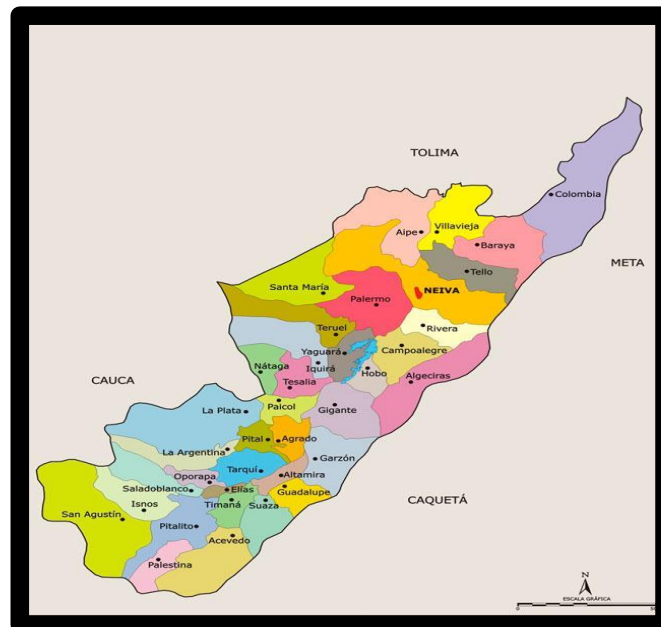 TOLIMA
Colombia
Aipe
Villavieja
Baraya
META
Tello
Santa María
NEIVA
Palermo
Teruel
Rivera
Yaguará
Campoalegre
Iquirá
Nátaga
Hobo
CAUCA
Tesalia
Algeciras
Paicol
La Plata
Gigante
Pital
Agrado
La Argentina
Garzón
Tarquí
Oporapa
Altamira
Saladoblanco
Elías
Guadalupe
Isnos
Timaná
Suaza
CAQUETÁ
San Agustín
Pitalito
Acevedo
Palestina
N
ESCALA GRÁFICA
0